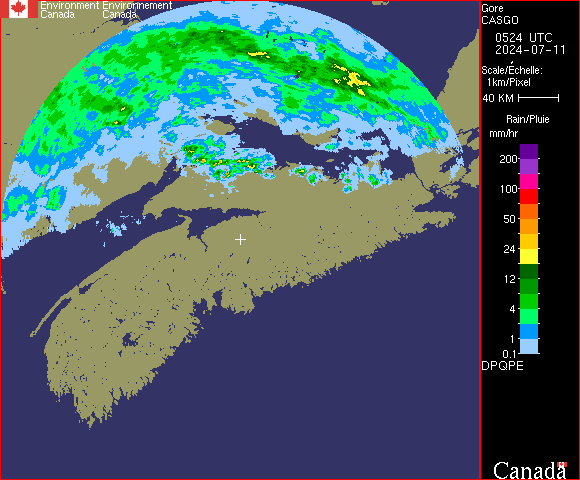 Environment Environnement
Canada Canada
Gore
CASGO
0524 UTC
2024-07-11
Scale/Échelle:
1km/Pixel
40 KM
Rain/Pluie
mm/hr
200
100
50
24
12
4
1
0.1
DPQPE
Canada